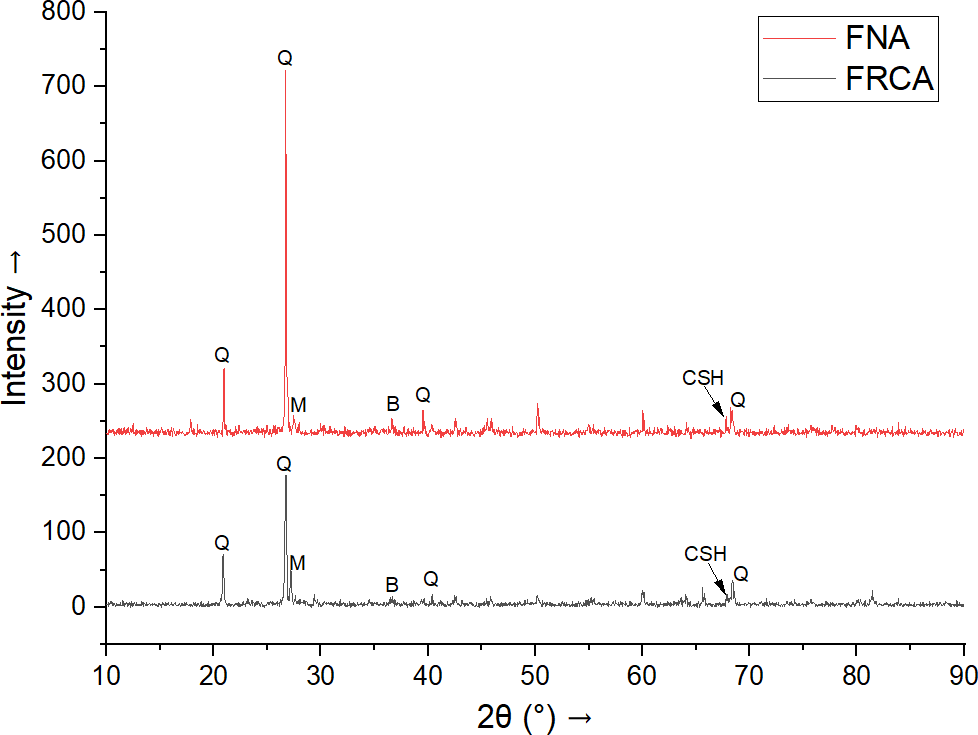 800
700
600
500
400
300
200
100
0
Intensity →
FNA
FRCA
Q
Q
M
B
Q
CSH
Q
Q
Q
M
B
Q
CSH
Q
10
20
30
40
50
60
70
80
90
2θ (°) →